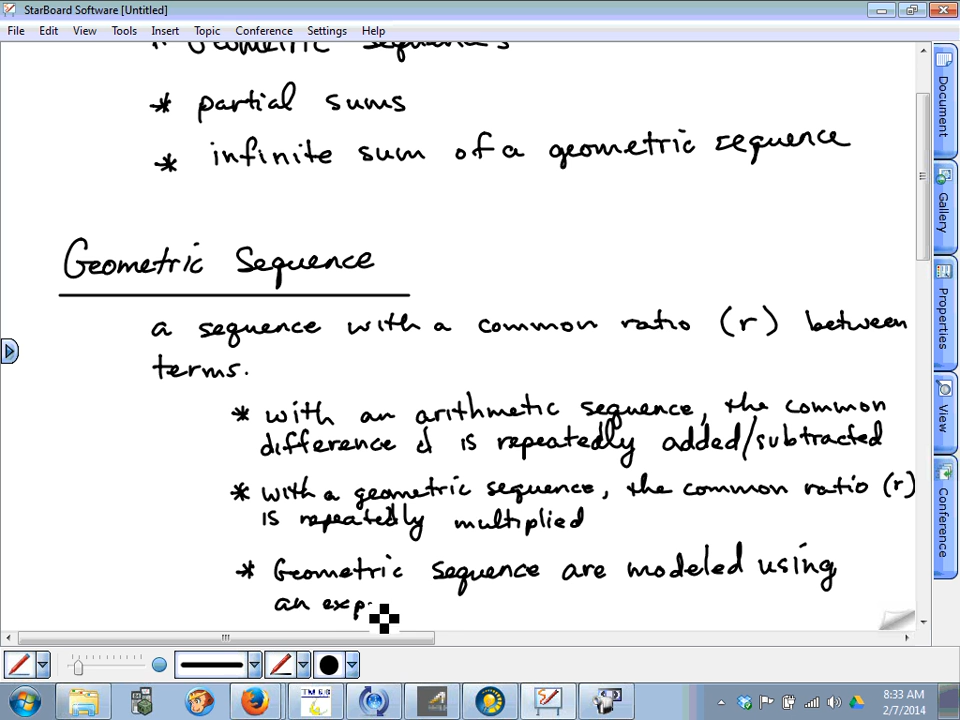 StarBoard Software [Untitled]
File Edit View Tools Insert Topic Conference Settings Help
* Geometric Sequences
* partial sums
* infinite sum of a geometric sequence
Geometric Sequence
a sequence with a common ratio (r) between
terms.
* with an arithmetic sequence, the common
difference d is repeatedly added/subtracted
* with a geometric sequence, the common ratio (r)
is repeatedly multiplied
* Geometric sequence are modeled using
an exp
Document
Gallery
Properties
View
Conference
8:33 AM
2/7/2014